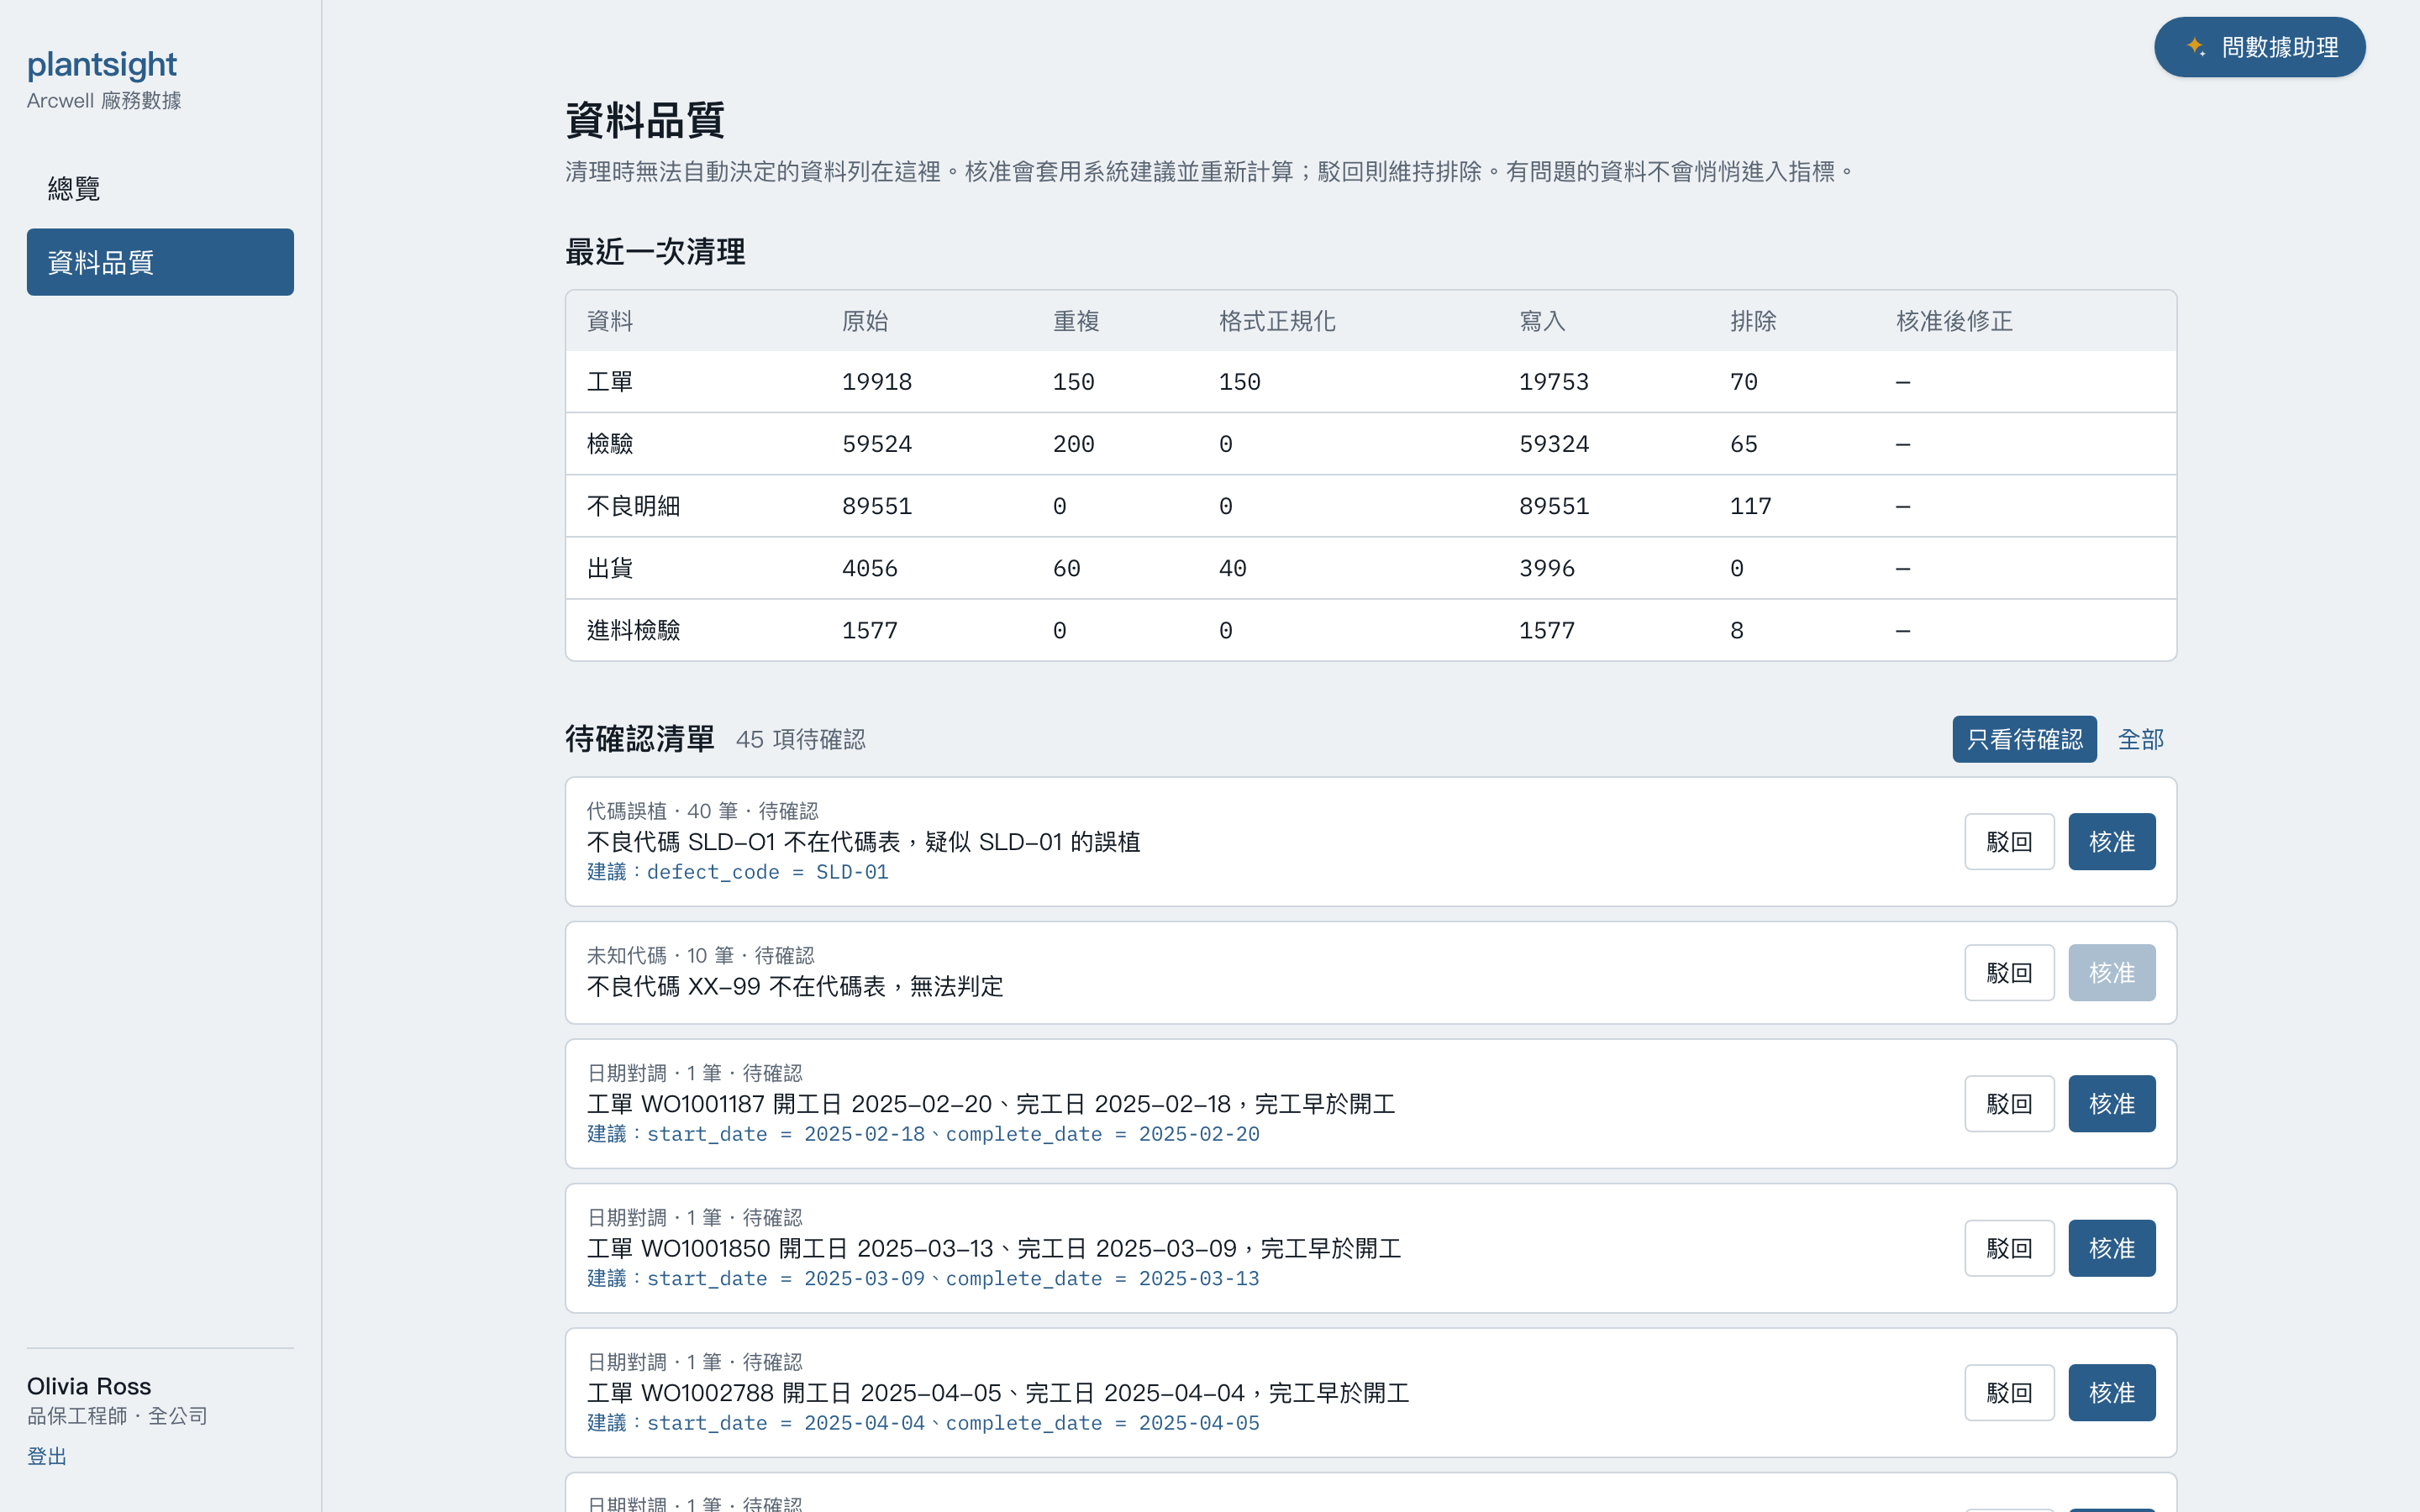 plantsight
Arcwell 廠務數據
總覽
資料品質
Olivia Ross
品保工程師 · 全公司
登出
問數據助理
資料品質
清理時無法自動決定的資料列在這裡。核准會套用系統建議並重新計算；駁回則維持排除。有問題的資料不會悄悄進入指標。
最近一次清理
資料 原始 重複 格式正規化 寫入 排除 核准後修正
工單 19918 150 150 19753 70 —
檢驗 59524 200 0 59324 65 —
不良明細 89551 0 0 89551 117 —
出貨 4056 60 40 3996 0 —
進料檢驗 1577 0 0 1577 8 —
待確認清單 45 項待確認 只看待確認 全部
代碼誤植 · 40 筆 · 待確認
不良代碼 SLD-O1 不在代碼表，疑似 SLD-01 的誤植
建議：defect_code = SLD-01
駁回 核准
未知代碼 · 10 筆 · 待確認
不良代碼 XX-99 不在代碼表，無法判定
駁回 核准
日期對調 · 1 筆 · 待確認
工單 WO1001187 開工日 2025-02-20、完工日 2025-02-18，完工早於開工
建議：start_date = 2025-02-18、complete_date = 2025-02-20
駁回 核准
日期對調 · 1 筆 · 待確認
工單 WO1001850 開工日 2025-03-13、完工日 2025-03-09，完工早於開工
建議：start_date = 2025-03-09、complete_date = 2025-03-13
駁回 核准
日期對調 · 1 筆 · 待確認
工單 WO1002788 開工日 2025-04-05、完工日 2025-04-04，完工早於開工
建議：start_date = 2025-04-04、complete_date = 2025-04-05
駁回 核准
日期對調 · 1 筆 · 待確認